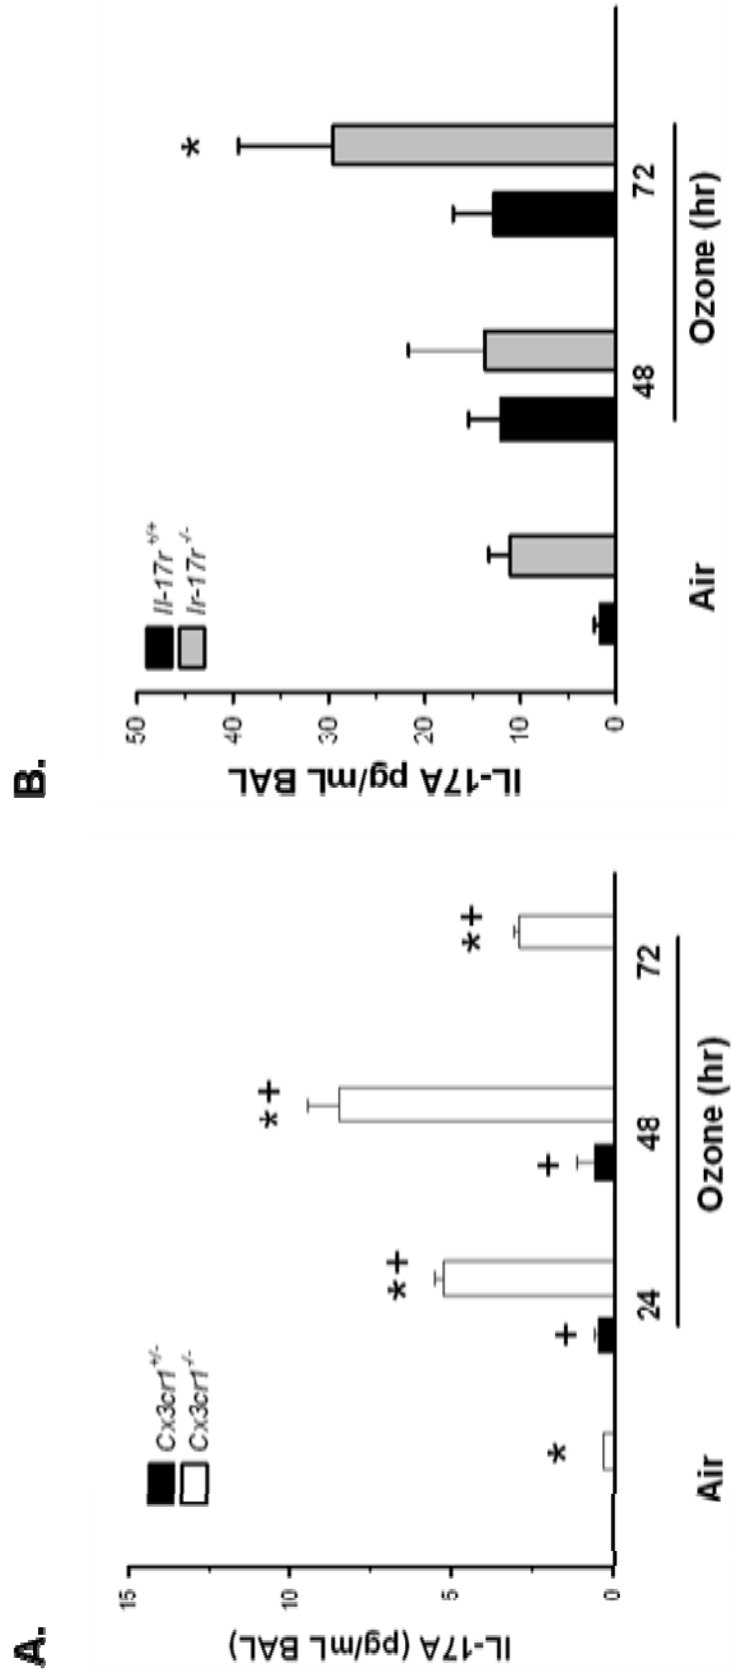 A.
Cx3cr1+/-
Cx3cr1-/-
IL-17A (pg/mL BAL)
15
10
5
0
*
+
*+
+
*+
*+
Air
24
48
72
Ozone (hr)
B.
Il-17r+/+
Ir-17r-/-
IL-17A pg/mL BAL
50
40
30
20
10
0
*
Air
48
72
Ozone (hr)